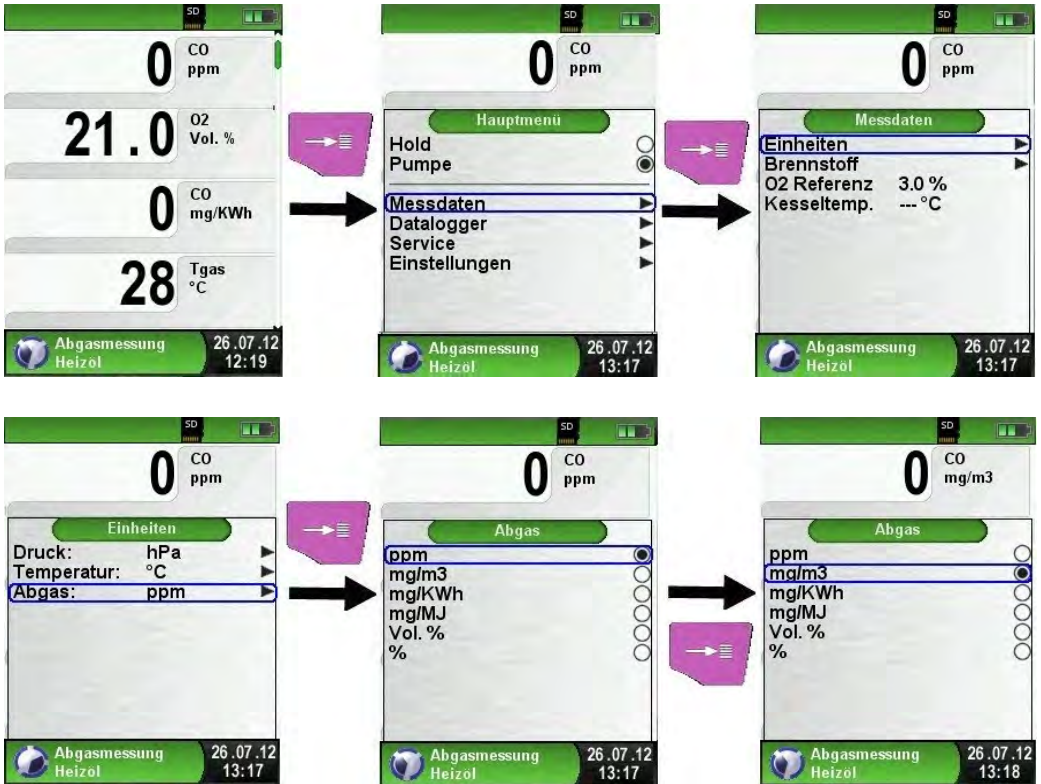 SD
0 CO
ppm
21.0 O2
Vol. %
0 CO
mg/KWh
28 Tgas
°C
Abgasmessung 26.07.12
Heizöl 12:19
SD
0 CO
ppm
Hauptmenü
Hold
Pumpe
Messdaten
Datalogger
Service
Einstellungen
Abgasmessung 26.07.12
Heizöl 13:17
SD
0 CO
ppm
Messdaten
Einheiten
Brennstoff
O2 Referenz 3.0 %
Kesseltemp. --- °C
Abgasmessung 26.07.12
Heizöl 13:17
SD
0 CO
ppm
Einheiten
Druck: hPa
Temperatur: °C
Abgas: ppm
Abgasmessung 26.07.12
Heizöl 13:17
SD
0 CO
ppm
Abgas
ppm
mg/m3
mg/KWh
mg/MJ
Vol. %
%
Abgasmessung 26.07.12
Heizöl 13:17
SD
0 CO
mg/m3
Abgas
ppm
mg/m3
mg/KWh
mg/MJ
Vol. %
%
Abgasmessung 26.07.12
Heizöl 13:18